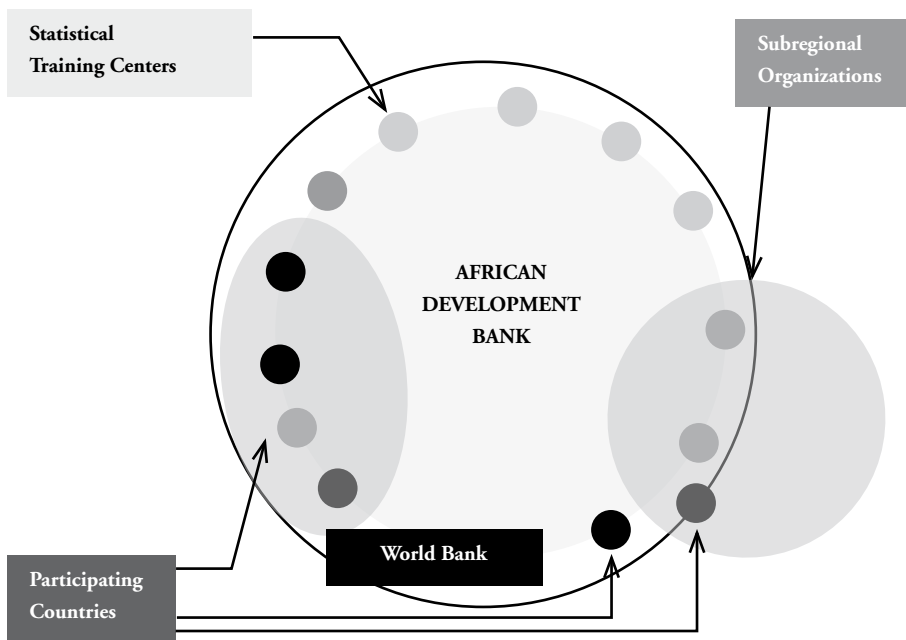 Statistical
Training Centers
Subregional
Organizations
AFRICAN
DEVELOPMENT
BANK
World Bank
Participating
Countries